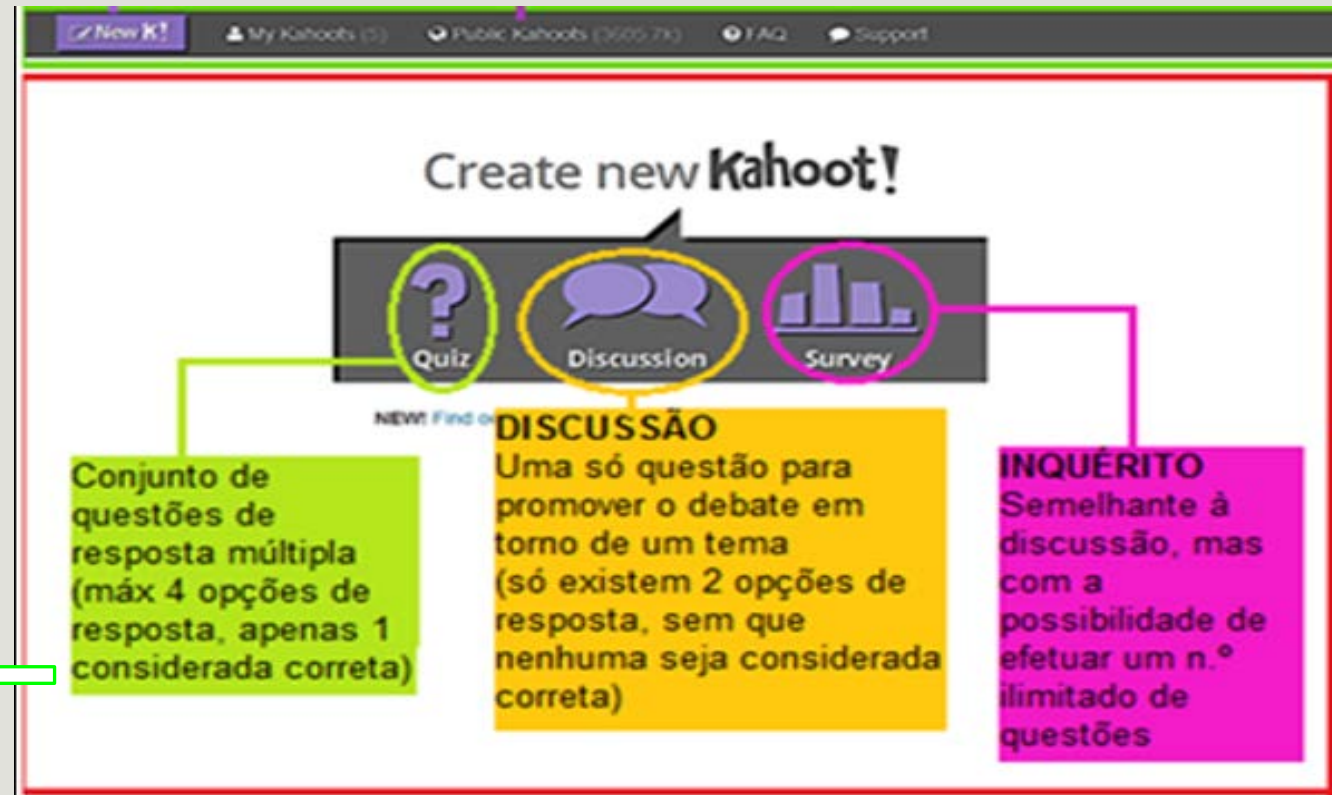 New K! My Kahoots (5) Public Kahoots (3605.7k) FAQ Support
Create new Kahoot!
Quiz Discussion Survey
NEW! Find
Conjunto de
questões de
resposta múltipla
(máx 4 opções de
resposta, apenas 1
considerada correta)
DISCUSSÃO
Uma só questão para
promover o debate em
torno de um tema
(só existem 2 opções de
resposta, sem que
nenhuma seja considerada
correta)
INQUÉRITO
Semelhante à
discussão, mas
com a
possibilidade de
efetuar um n.º
ilimitado de
questões